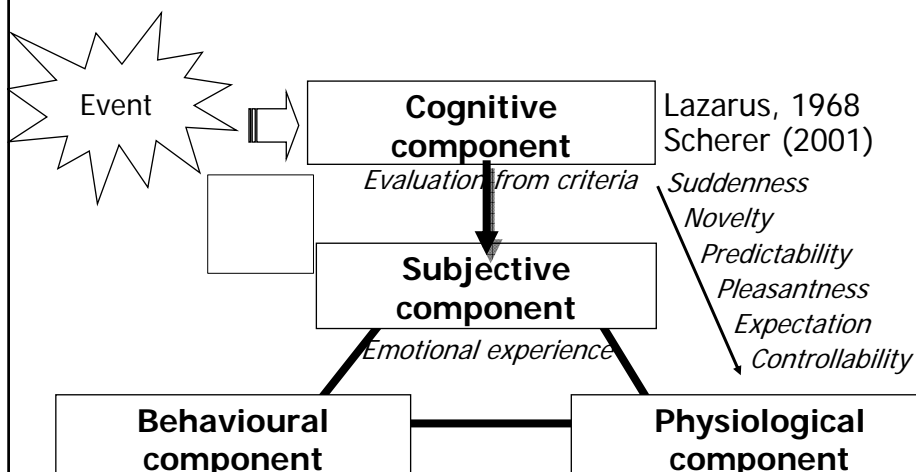 Event
Cognitive
component
Lazarus, 1968
Scherer (2001)
Evaluation from criteria
Suddenness
Novelty
Predictability
Pleasantness
Expectation
Controllability
Subjective
component
Emotional experience
Behavioural
component
Physiological
component